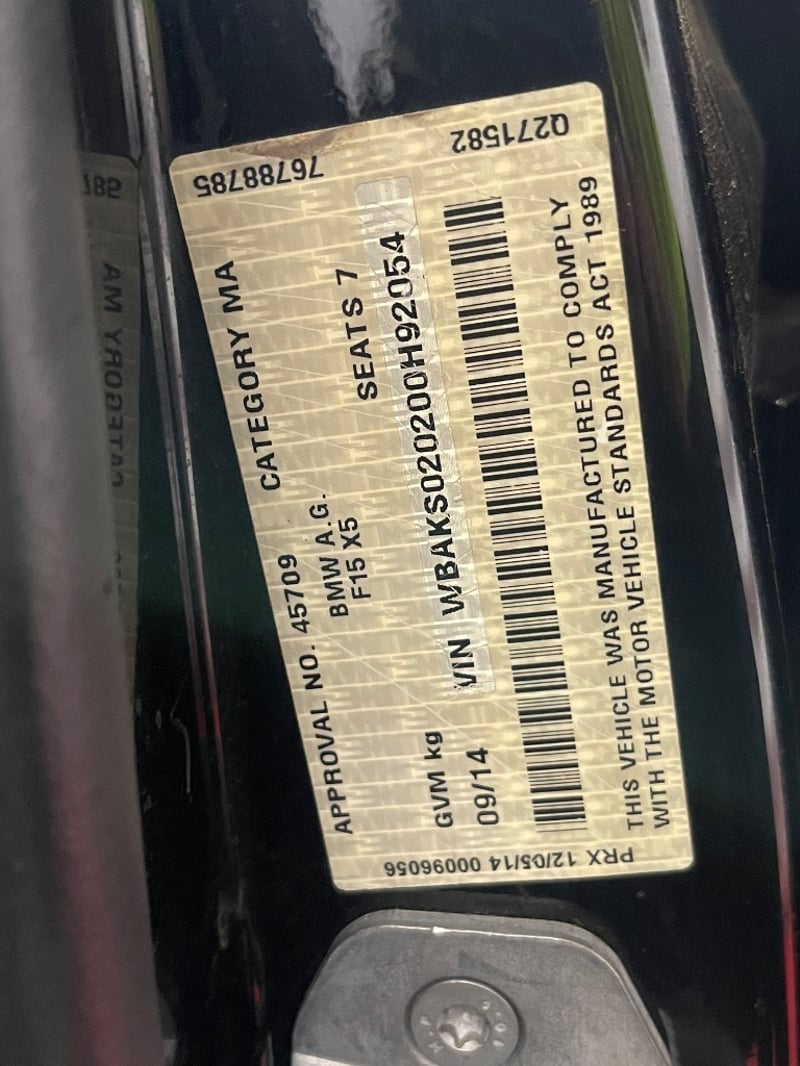 76788785
Q271582
APPROVAL NO. 45709 CATEGORY MA
BMW A.G.
F15 X5 SEATS 7
GVM kg
09/14 VIN WBAKS020200H92054
THIS VEHICLE WAS MANUFACTURED TO COMPLY
WITH THE MOTOR VEHICLE STANDARDS ACT 1989
PRX 12/05/14 00096056